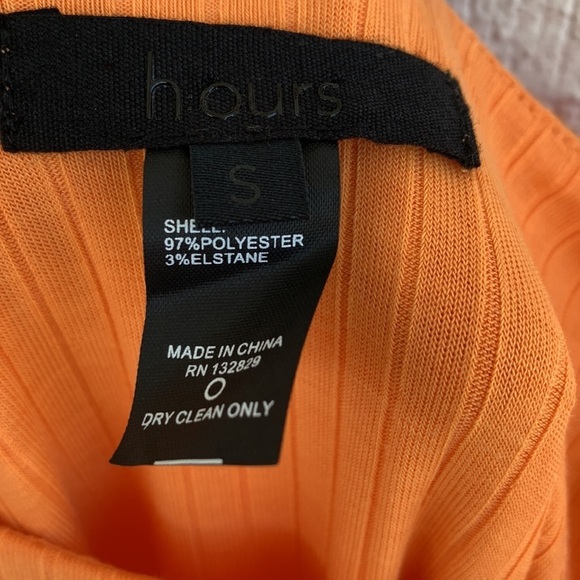 h:ours
S
SHELL:
97%POLYESTER
3%ELSTANE
MADE IN CHINA
RN 132829
DRY CLEAN ONLY